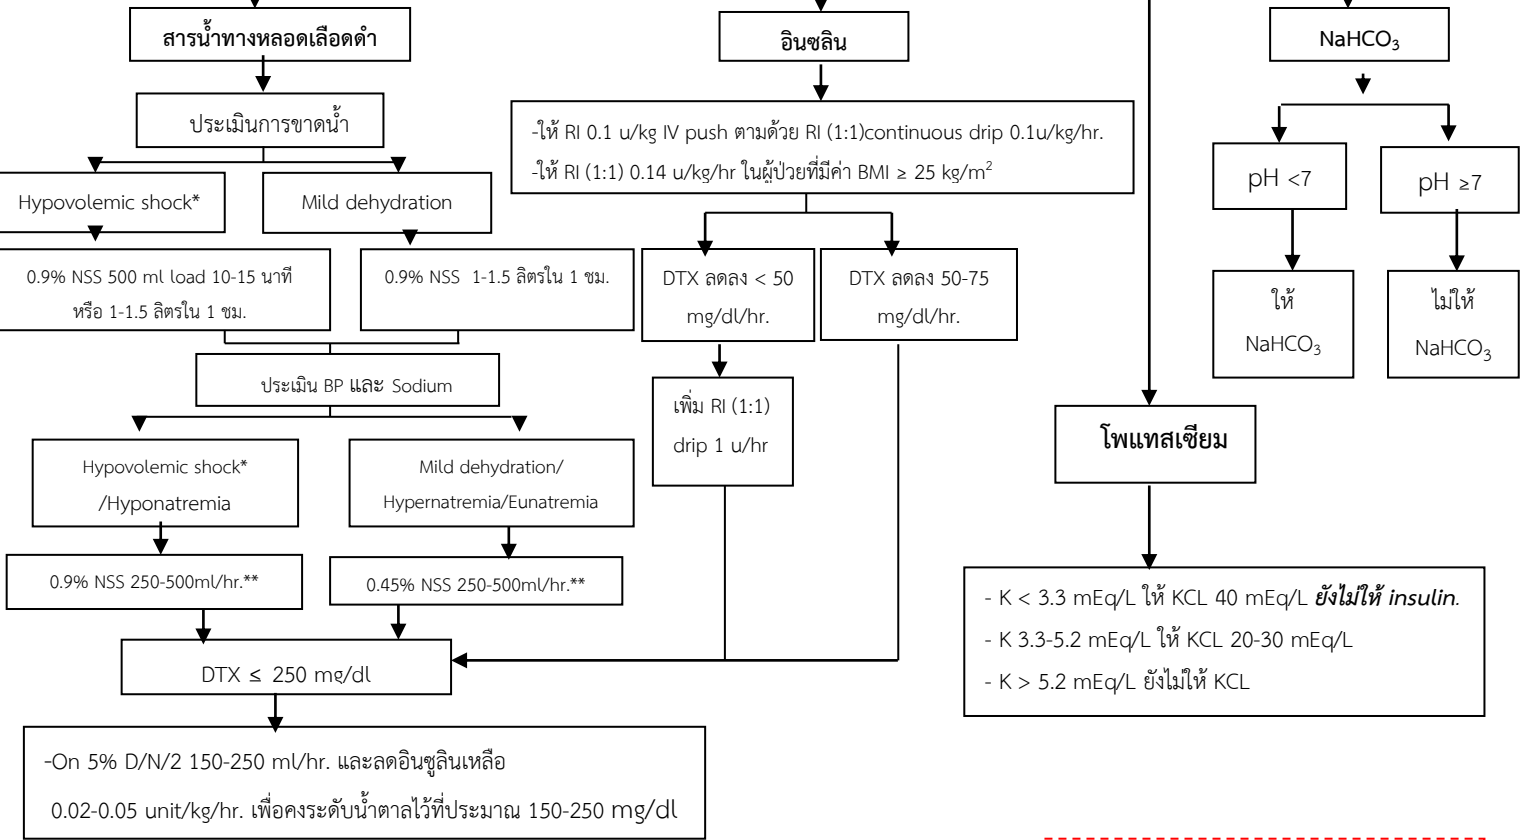 สารน้ำทางหลอดเลือดดำ
ประเมินการขาดน้ำ
Hypovolemic shock*
Mild dehydration
0.9% NSS 500 ml load 10-15 นาที
หรือ 1-1.5 ลิตรใน 1 ชม.
0.9% NSS 1-1.5 ลิตรใน 1 ชม.
ประเมิน BP และ Sodium
Hypovolemic shock*
/Hyponatremia
Mild dehydration/
Hypernatremia/Eunatremia
0.9% NSS 250-500ml/hr.**
0.45% NSS 250-500ml/hr.**
DTX ≤ 250 mg/dl
-On 5% D/N/2 150-250 ml/hr. และลดอินซูลินเหลือ
0.02-0.05 unit/kg/hr. เพื่อคงระดับน้ำตาลไว้ที่ประมาณ 150-250 mg/dl
อินซลิน
-ให้ RI 0.1 u/kg IV push ตามด้วย RI (1:1)continuous drip 0.1u/kg/hr.
-ให้ RI (1:1) 0.14 u/kg/hr ในผู้ป่วยที่มีค่า BMI ≥ 25 kg/m²
DTX ลดลง < 50
mg/dl/hr.
DTX ลดลง 50-75
mg/dl/hr.
เพิ่ม RI (1:1)
drip 1 u/hr
โพแทสเซียม
- K < 3.3 mEq/L ให้ KCL 40 mEq/L ยังไม่ให้ insulin.
- K 3.3-5.2 mEq/L ให้ KCL 20-30 mEq/L
- K > 5.2 mEq/L ยังไม่ให้ KCL
NaHCO₃
pH <7
pH ≥7
ให้
NaHCO₃
ไม่ให้
NaHCO₃